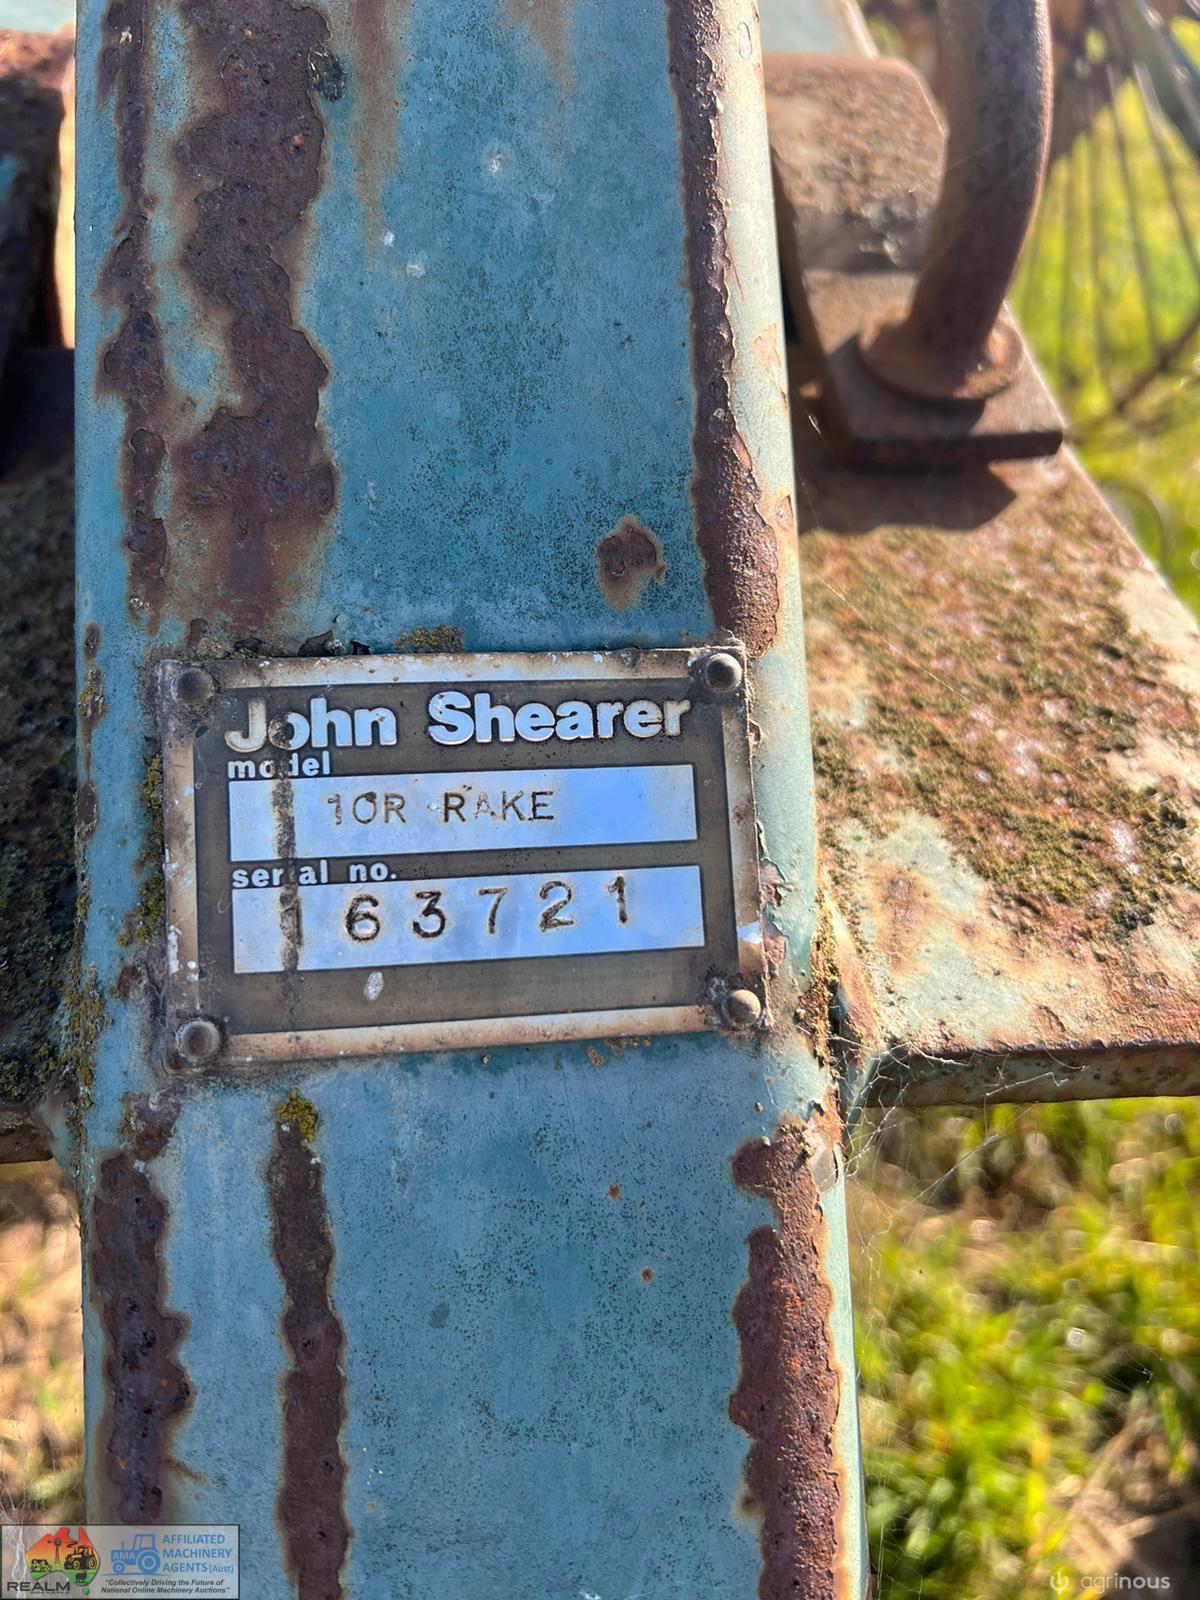 John Shearer
model
10R RAKE
serial no.
163721
REALM
AMA
AFFILIATED
MACHINERY
AGENTS (Aust)
"Collectively Driving the Future of
National Online Machinery Auctions"
agrinous